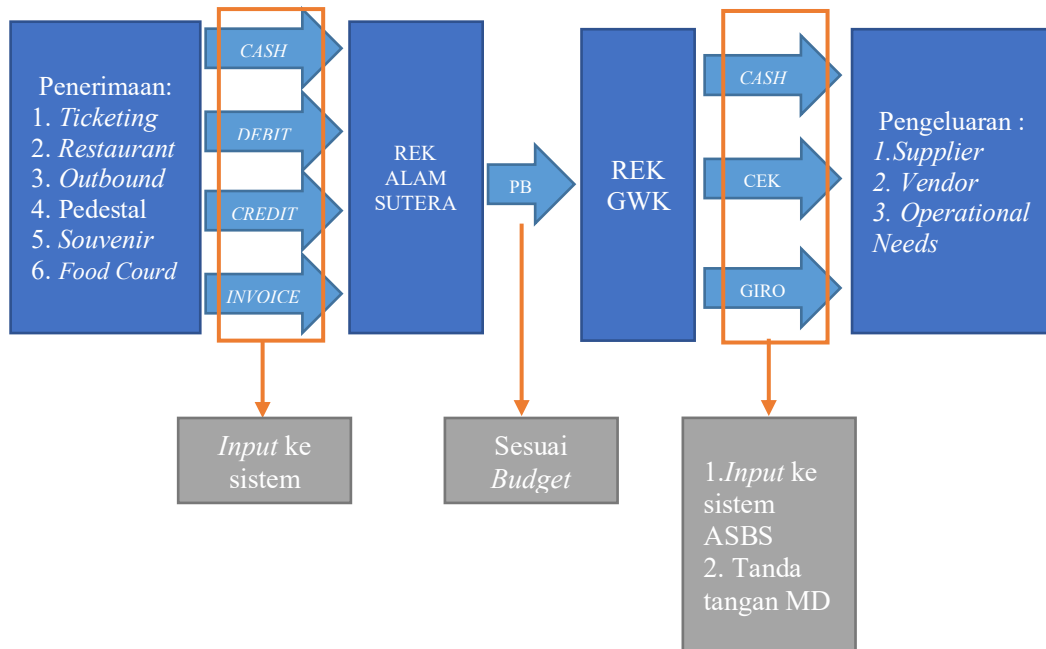 Penerimaan:
1. Ticketing
2. Restaurant
3. Outbound
4. Pedestal
5. Souvenir
6. Food Courd
CASH
DEBIT
CREDIT
INVOICE
REK
ALAM
SUTERA
PB
REK
GWK
CASH
CEK
GIRO
Pengeluaran :
1.Supplier
2. Vendor
3. Operational
Needs
Input ke
sistem
Sesuai
Budget
1.Input ke
sistem
ASBS
2. Tanda
tangan MD